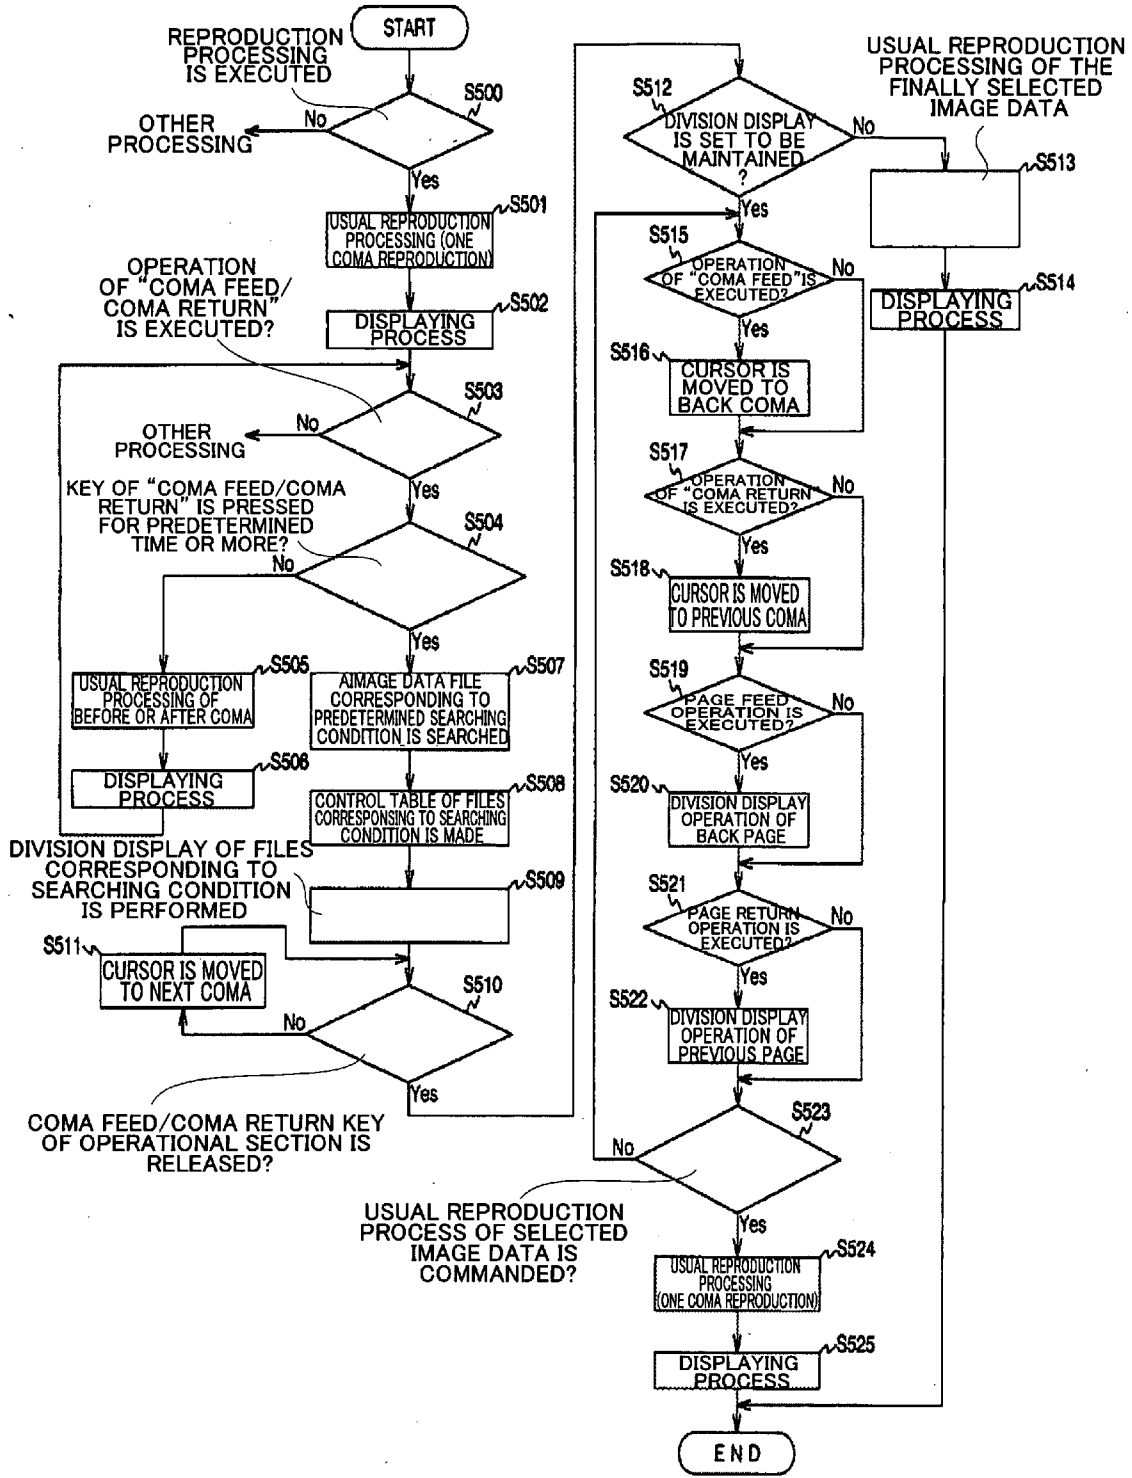 START
REPRODUCTION
PROCESSING
IS EXECUTED
S500
No
OTHER
PROCESSING
Yes
S501
USUAL REPRODUCTION
PROCESSING (ONE
COMA REPRODUCTION)
OPERATION
OF "COMA FEED/
COMA RETURN"
IS EXECUTED?
S502
DISPLAYING
PROCESS
S503
No
OTHER
PROCESSING
Yes
KEY OF "COMA FEED/COMA
RETURN" IS PRESSED
FOR PREDETERMINED
TIME OR MORE?
S504
No
Yes
S505
USUAL REPRODUCTION
PROCESSING OF
BEFORE OR AFTER COMA
S506
DISPLAYING
PROCESS
S507
AIMAGE DATA FILE
CORRESPONDING TO
PREDETERMINED SEARCHING
CONDITION IS SEARCHED
S508
CONTROL TABLE OF FILES
CORRESPONSING TO SEARCHING
CONDITION IS MADE
DIVISION DISPLAY OF FILES
CORRESPONDING TO
SEARCHING CONDITION
IS PERFORMED
S509
S511
CURSOR IS MOVED
TO NEXT COMA
S510
No
Yes
COMA FEED/COMA RETURN KEY
OF OPERATIONAL SECTION IS
RELEASED?
S512
DIVISION DISPLAY
IS SET TO BE
MAINTAINED
?
No
Yes
USUAL REPRODUCTION
PROCESSING OF THE
FINALLY SELECTED
IMAGE DATA
S513
S514
DISPLAYING
PROCESS
S515
OPERATION
OF "COMA FEED" IS
EXECUTED?
No
Yes
S516
CURSOR IS
MOVED TO
BACK COMA
S517
OPERATION
OF "COMA RETURN"
IS EXECUTED?
No
Yes
S518
CURSOR IS MOVED
TO PREVIOUS COMA
S519
PAGE FEED
OPERATION IS
EXECUTED?
No
Yes
S520
DIVISION DISPLAY
OPERATION OF
BACK PAGE
S521
PAGE RETURN
OPERATION IS
EXECUTED?
No
Yes
S522
DIVISION DISPLAY
OPERATION OF
PREVIOUS PAGE
S523
No
USUAL REPRODUCTION
PROCESS OF SELECTED
IMAGE DATA IS
COMMANDED?
Yes
S524
USUAL REPRODUCTION
PROCESSING
(ONE COMA REPRODUCTION)
S525
DISPLAYING
PROCESS
END